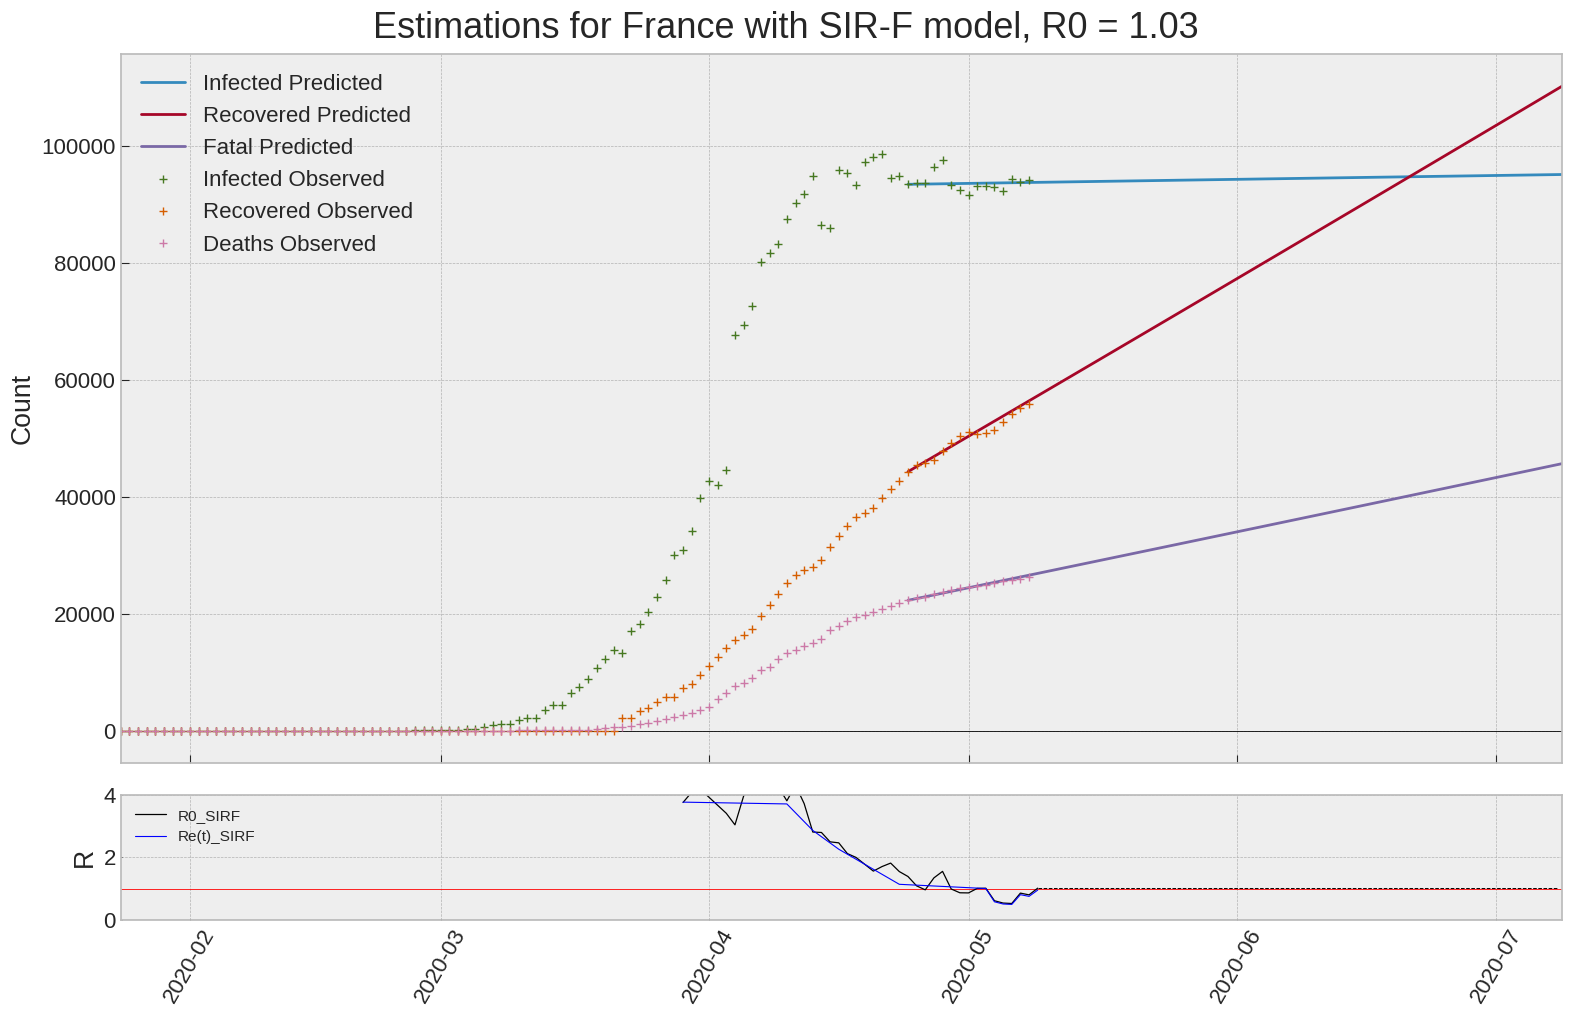 Estimations for France with SIR-F model, R0 = 1.03
Infected Predicted
Recovered Predicted
Fatal Predicted
Infected Observed
Recovered Observed
Deaths Observed
100000
80000
60000
40000
20000
0
Count
R0_SIRF
Re(t)_SIRF
4
2
0
R
2020-02
2020-03
2020-04
2020-05
2020-06
2020-07